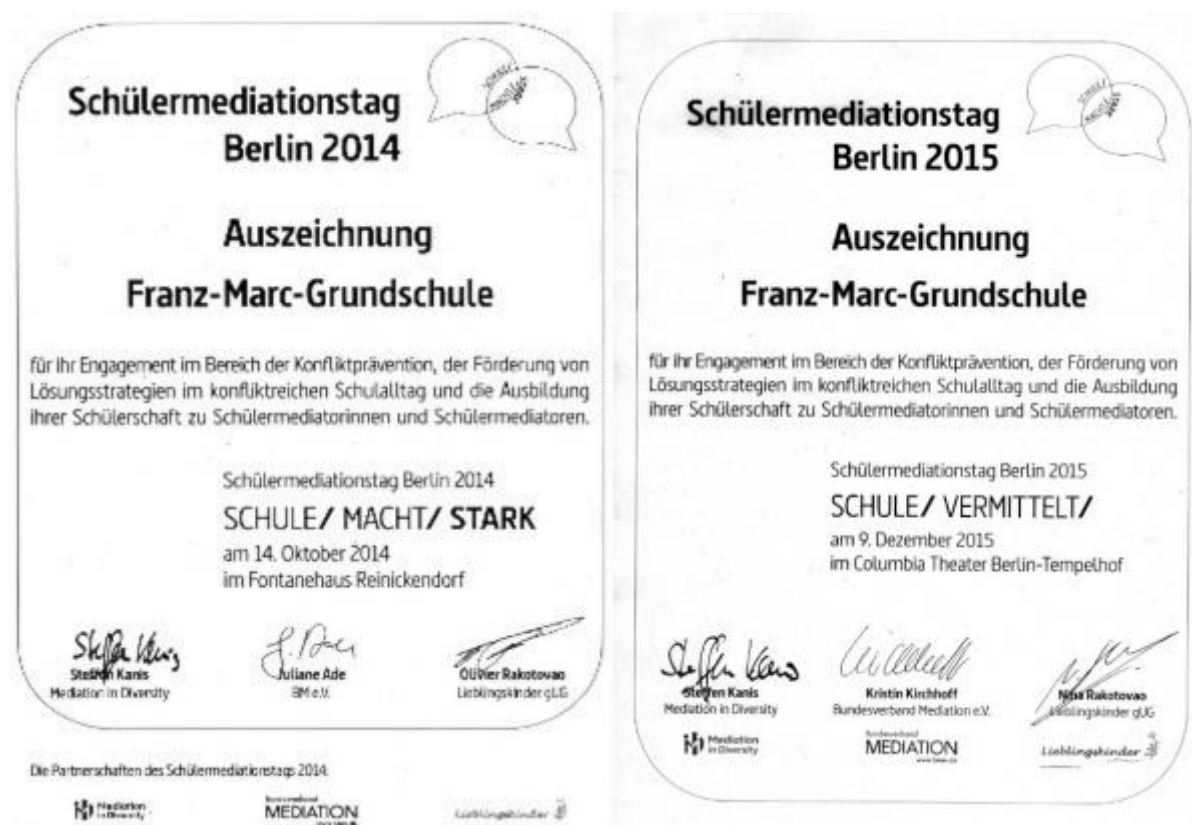 Schülermediationstag
Berlin 2014
Auszeichnung
Franz-Marc-Grundschule
für ihr Engagement im Bereich der Konfliktprävention, der Förderung von
Lösungsstrategien im konfliktreichen Schulalltag und die Ausbildung
ihrer Schülerschaft zu Schülermediatorinnen und Schülermediatoren.
Schülermediationstag Berlin 2014
SCHULE/ MACHT/ STARK
am 14. Oktober 2014
im Fontanehaus Reinickendorf
Steffen Kanis
Mediation in Diversity
Juliane Ade
BM e.V.
Olivier Rakotovao
Lieblingskinder gUG
Die Partnerschaften des Schülermediationstags 2014:
Mediation
in Diversity
bundesverband
MEDIATION
Lieblingskinder
Schülermediationstag
Berlin 2015
Auszeichnung
Franz-Marc-Grundschule
für ihr Engagement im Bereich der Konfliktprävention, der Förderung von
Lösungsstrategien im konfliktreichen Schulalltag und die Ausbildung
ihrer Schülerschaft zu Schülermediatorinnen und Schülermediatoren.
Schülermediationstag Berlin 2015
SCHULE/ VERMITTELT/
am 9. Dezember 2015
im Columbia Theater Berlin-Tempelhof
Steffen Kanis
Mediation in Diversity
Kristin Kirchhoff
Bundesverband Mediation e.V.
Nina Rakotovao
Lieblingskinder gUG
Mediation
in Diversity
bundesverband
MEDIATION
Lieblingskinder